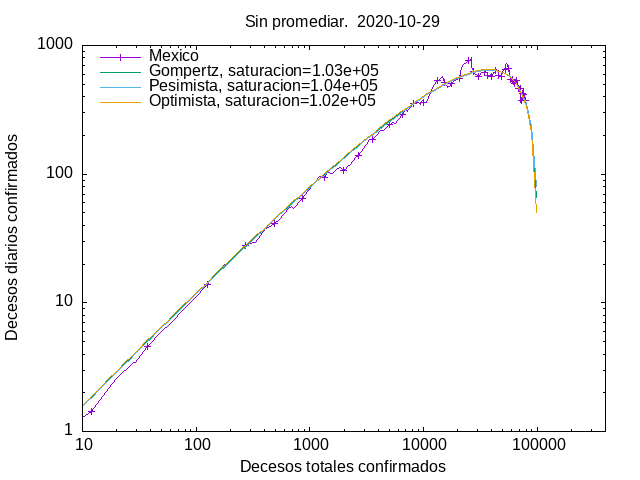 Sin promediar.  2020-10-29
1000
100
10
1
Decesos diarios confirmados
Mexico
Gompertz, saturacion=1.03e+05
Pesimista, saturacion=1.04e+05
Optimista, saturacion=1.02e+05
10 100 1000 10000 100000
Decesos totales confirmados